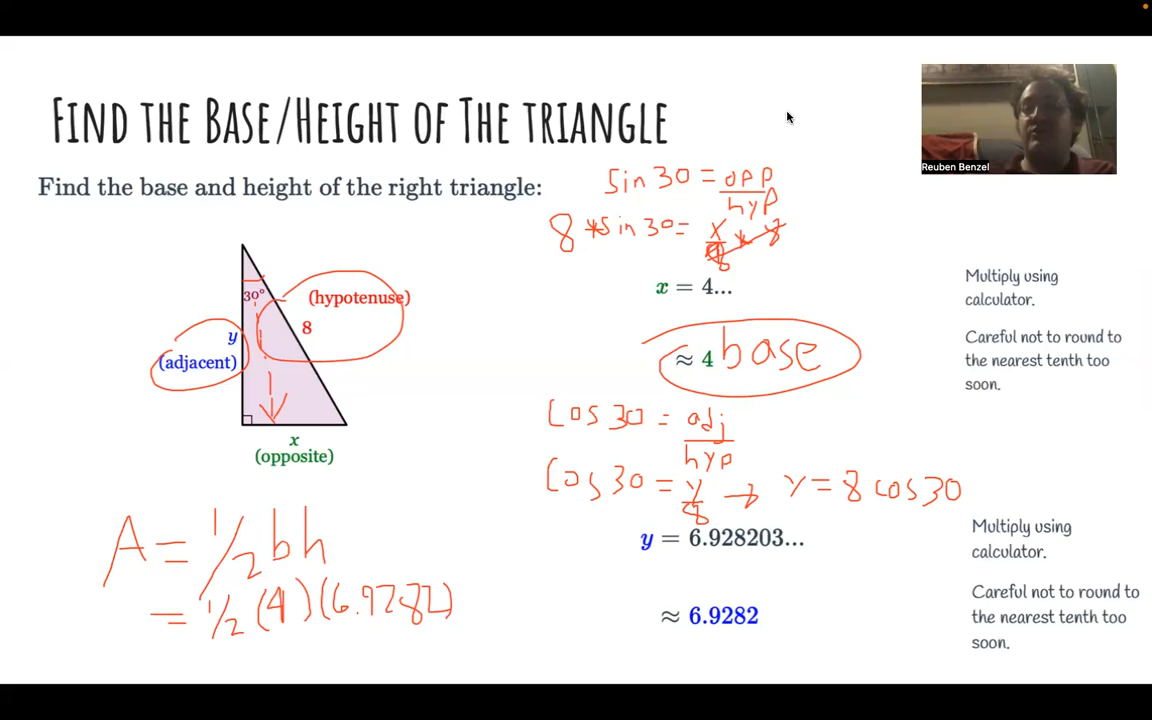 FIND THE BASE/HEIGHT OF THE TRIANGLE
Reuben Benzel
Find the base and height of the right triangle:
Sin 30 = opp/hyp
8 * Sin 30 = x/8 * 8
30°
(hypotenuse)
8
y
(adjacent)
x
(opposite)
x = 4...
Multiply using
calculator.
≈ 4 base
Careful not to round to
the nearest tenth too
soon.
Cos 30 = adj/hyp
Cos 30 = y/8 → y = 8 cos 30
y = 6.928203...
Multiply using
calculator.
≈ 6.9282
Careful not to round to
the nearest tenth too
soon.
A = 1/2 bh
= 1/2 (4)(6.9282)